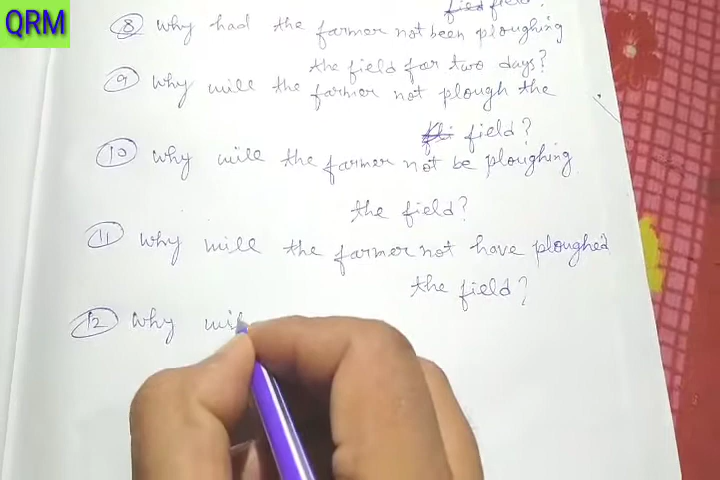 QRM
field?
8 Why had the farmer not been ploughing
the field for two days?
9 Why will the farmer not plough the
field?
10 Why will the farmer not be ploughing
the field?
11 Why will the farmer not have ploughed
the field?
12 Why wil